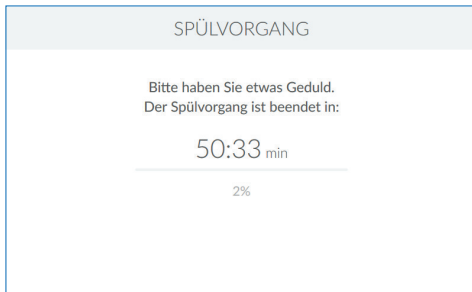 SPÜLVORGANG
Bitte haben Sie etwas Geduld.
Der Spülvorgang ist beendet in:
50:33 min
2%